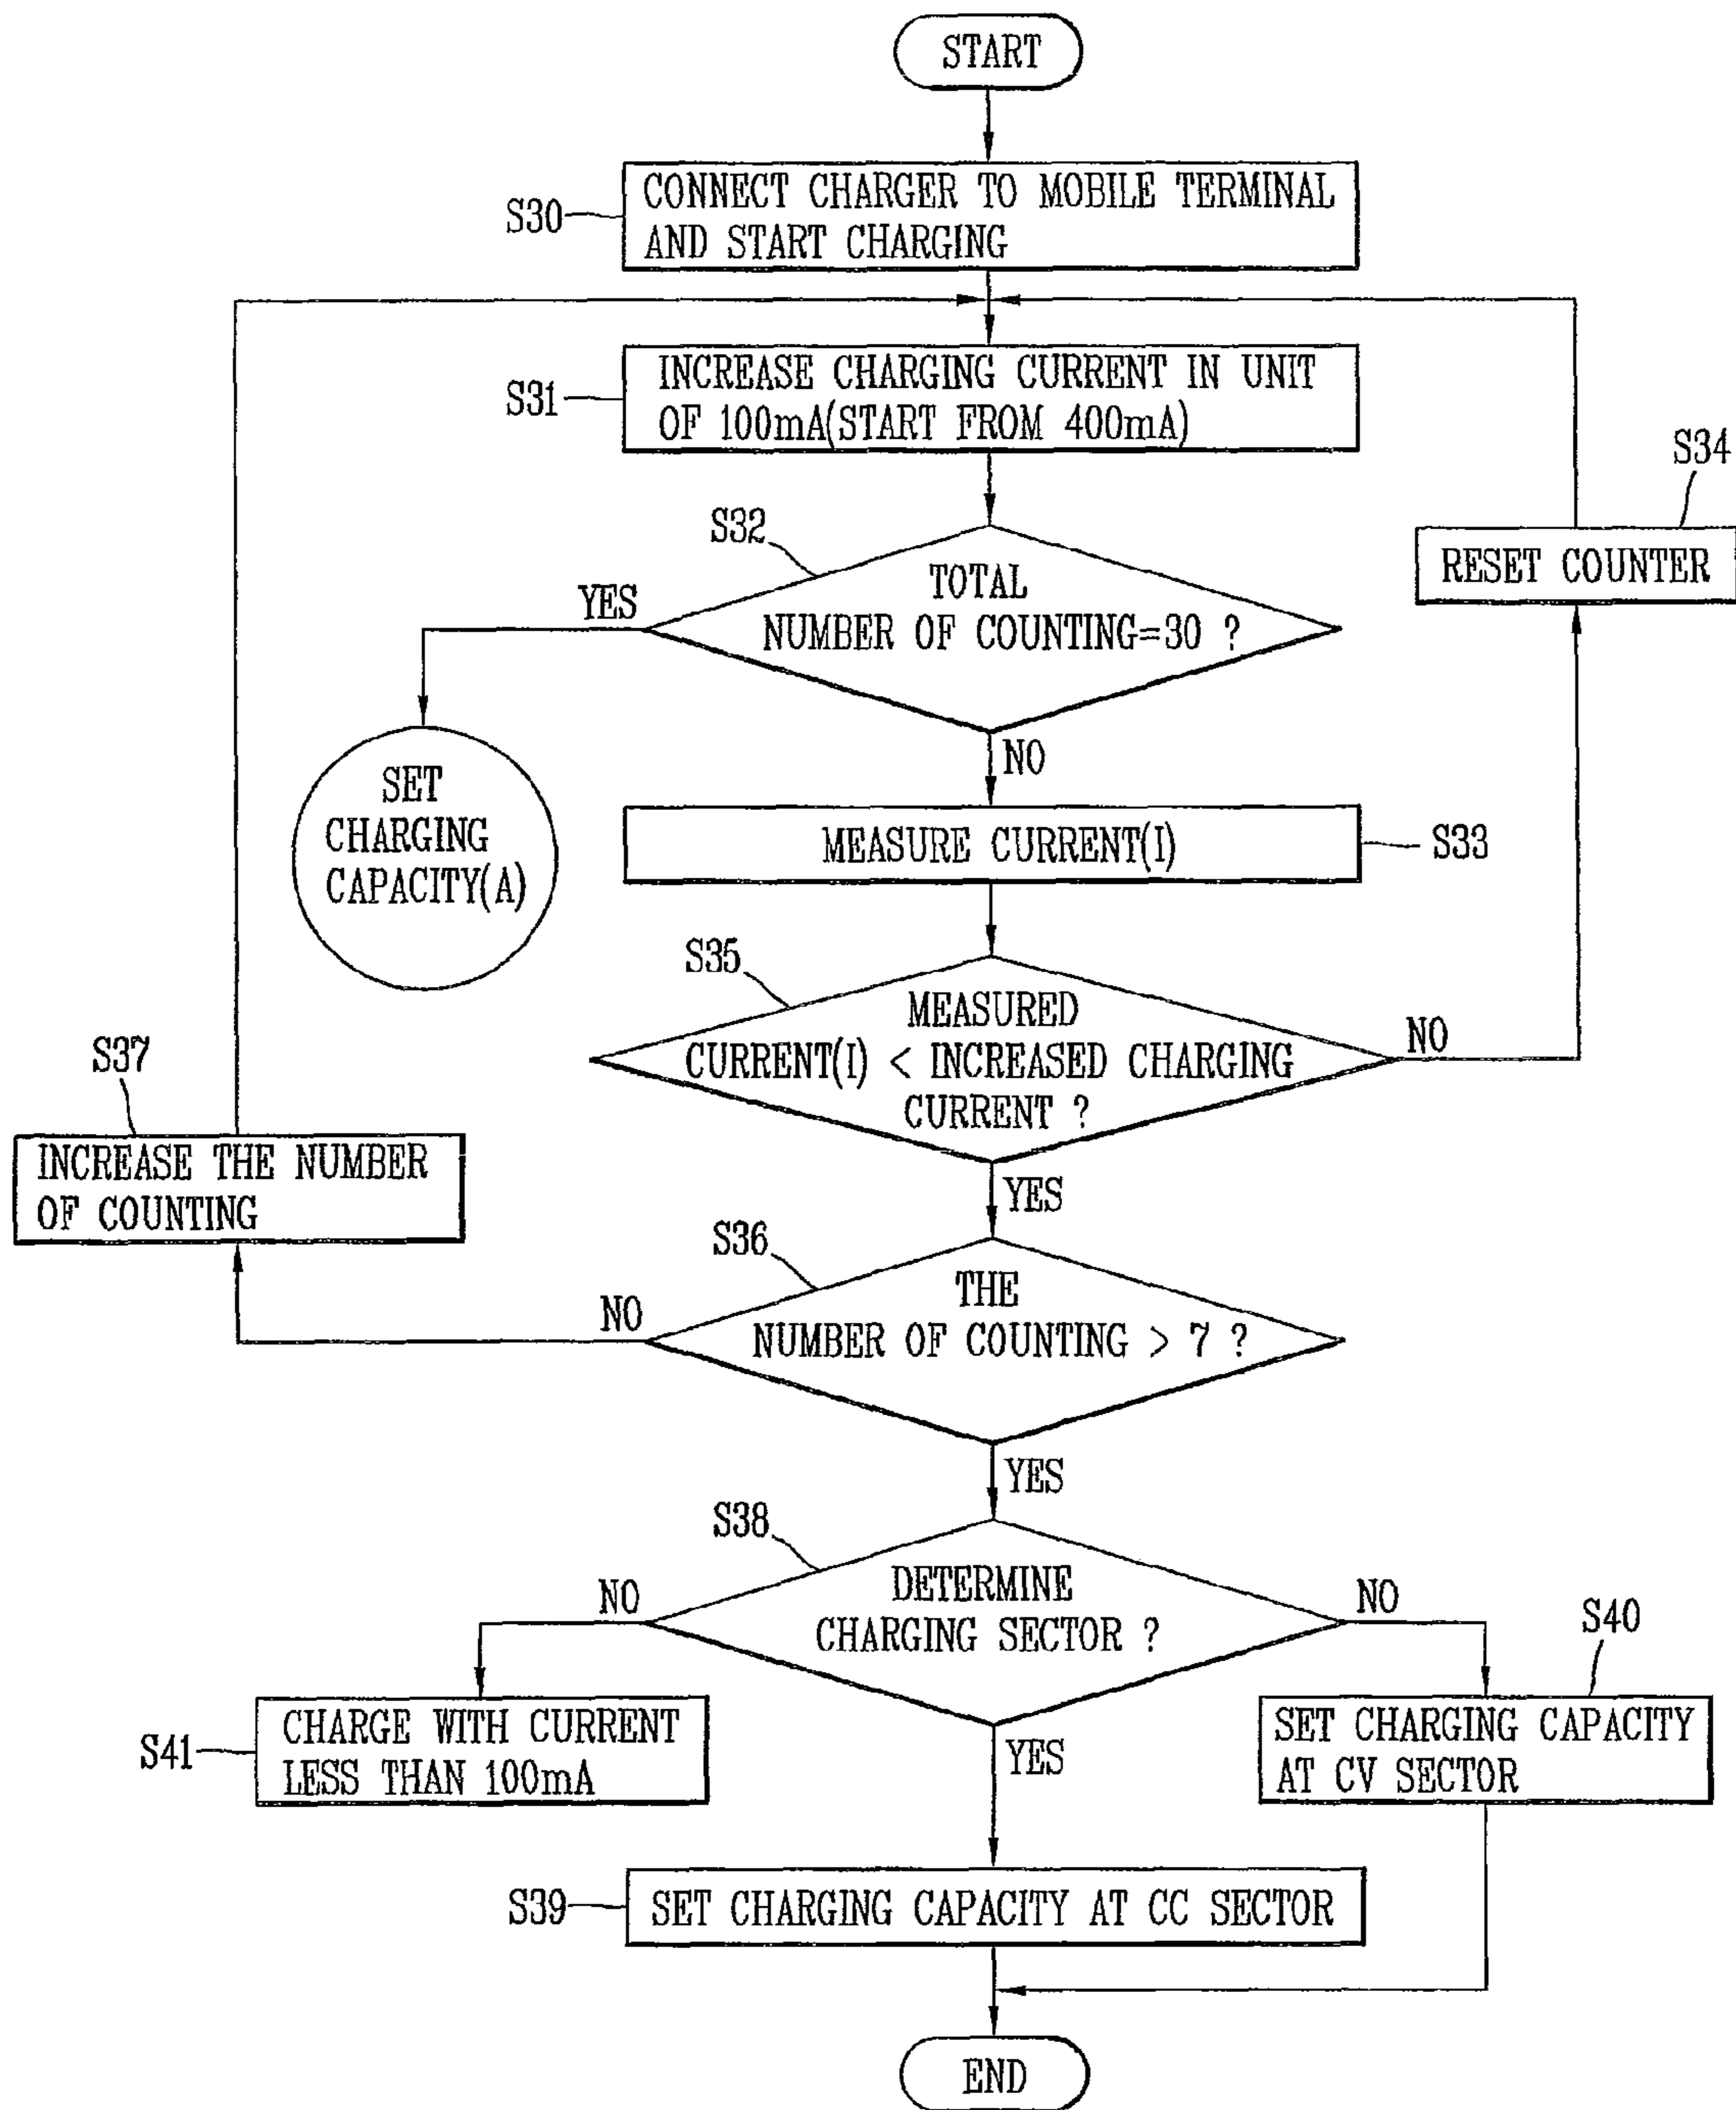 START
S30
CONNECT CHARGER TO MOBILE TERMINAL
AND START CHARGING
S31
INCREASE CHARGING CURRENT IN UNIT
OF 100mA(START FROM 400mA)
S34
RESET COUNTER
S32
TOTAL
NUMBER OF COUNTING=30 ?
YES
NO
SET
CHARGING
CAPACITY(A)
MEASURE CURRENT(I)
S33
S35
MEASURED
CURRENT(I) < INCREASED CHARGING
CURRENT ?
NO
YES
S37
INCREASE THE NUMBER
OF COUNTING
S36
THE
NUMBER OF COUNTING > 7 ?
NO
YES
S38
DETERMINE
CHARGING SECTOR ?
NO
NO
YES
S40
S41
CHARGE WITH CURRENT
LESS THAN 100mA
SET CHARGING CAPACITY
AT CV SECTOR
S39
SET CHARGING CAPACITY AT CC SECTOR
END